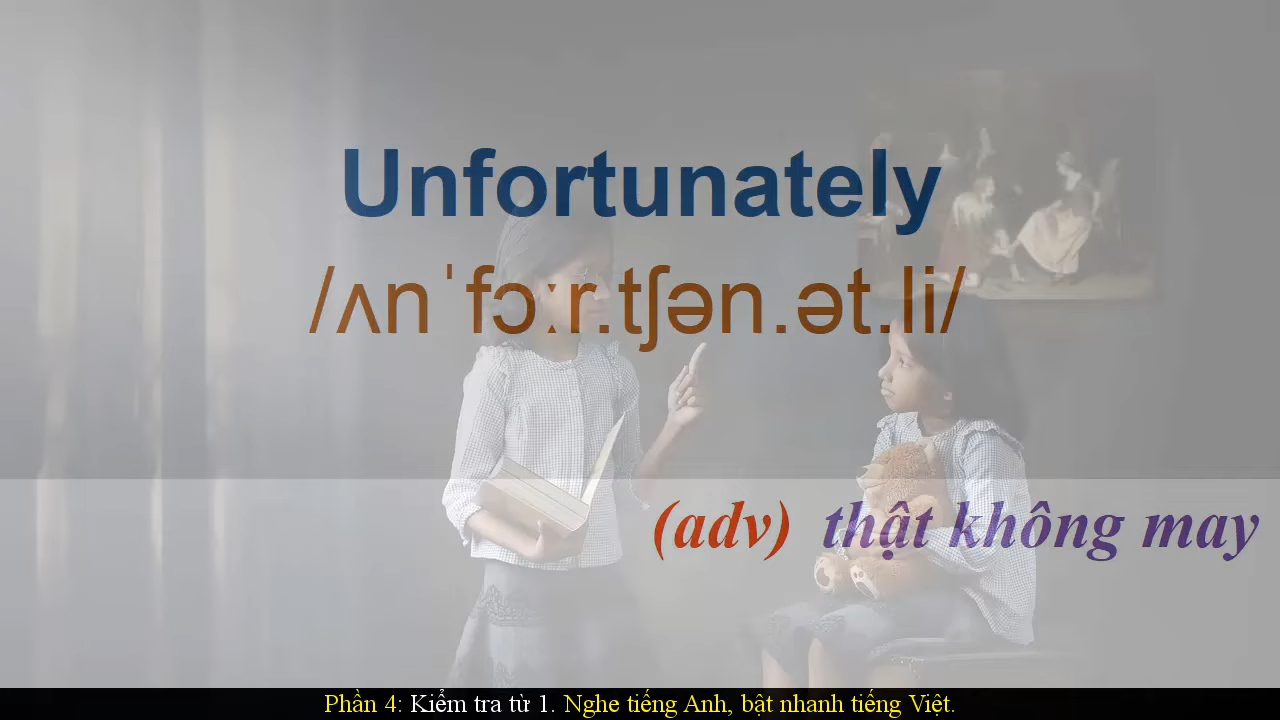 Unfortunately
/ʌnˈfɔːr.tʃən.ət.li/
(adv) thật không may
Phần 4: Kiểm tra từ 1. Nghe tiếng Anh, bật nhanh tiếng Việt.